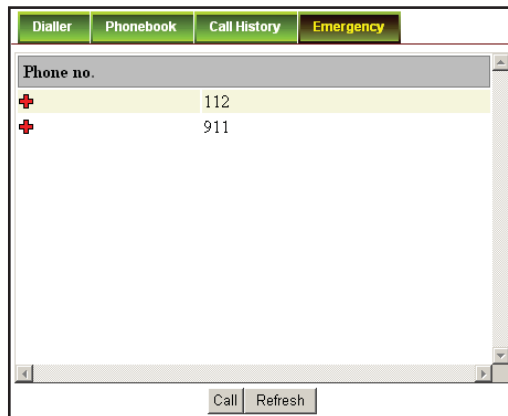 Dialler Phonebook Call History Emergency
Phone no.
112
911
Call Refresh